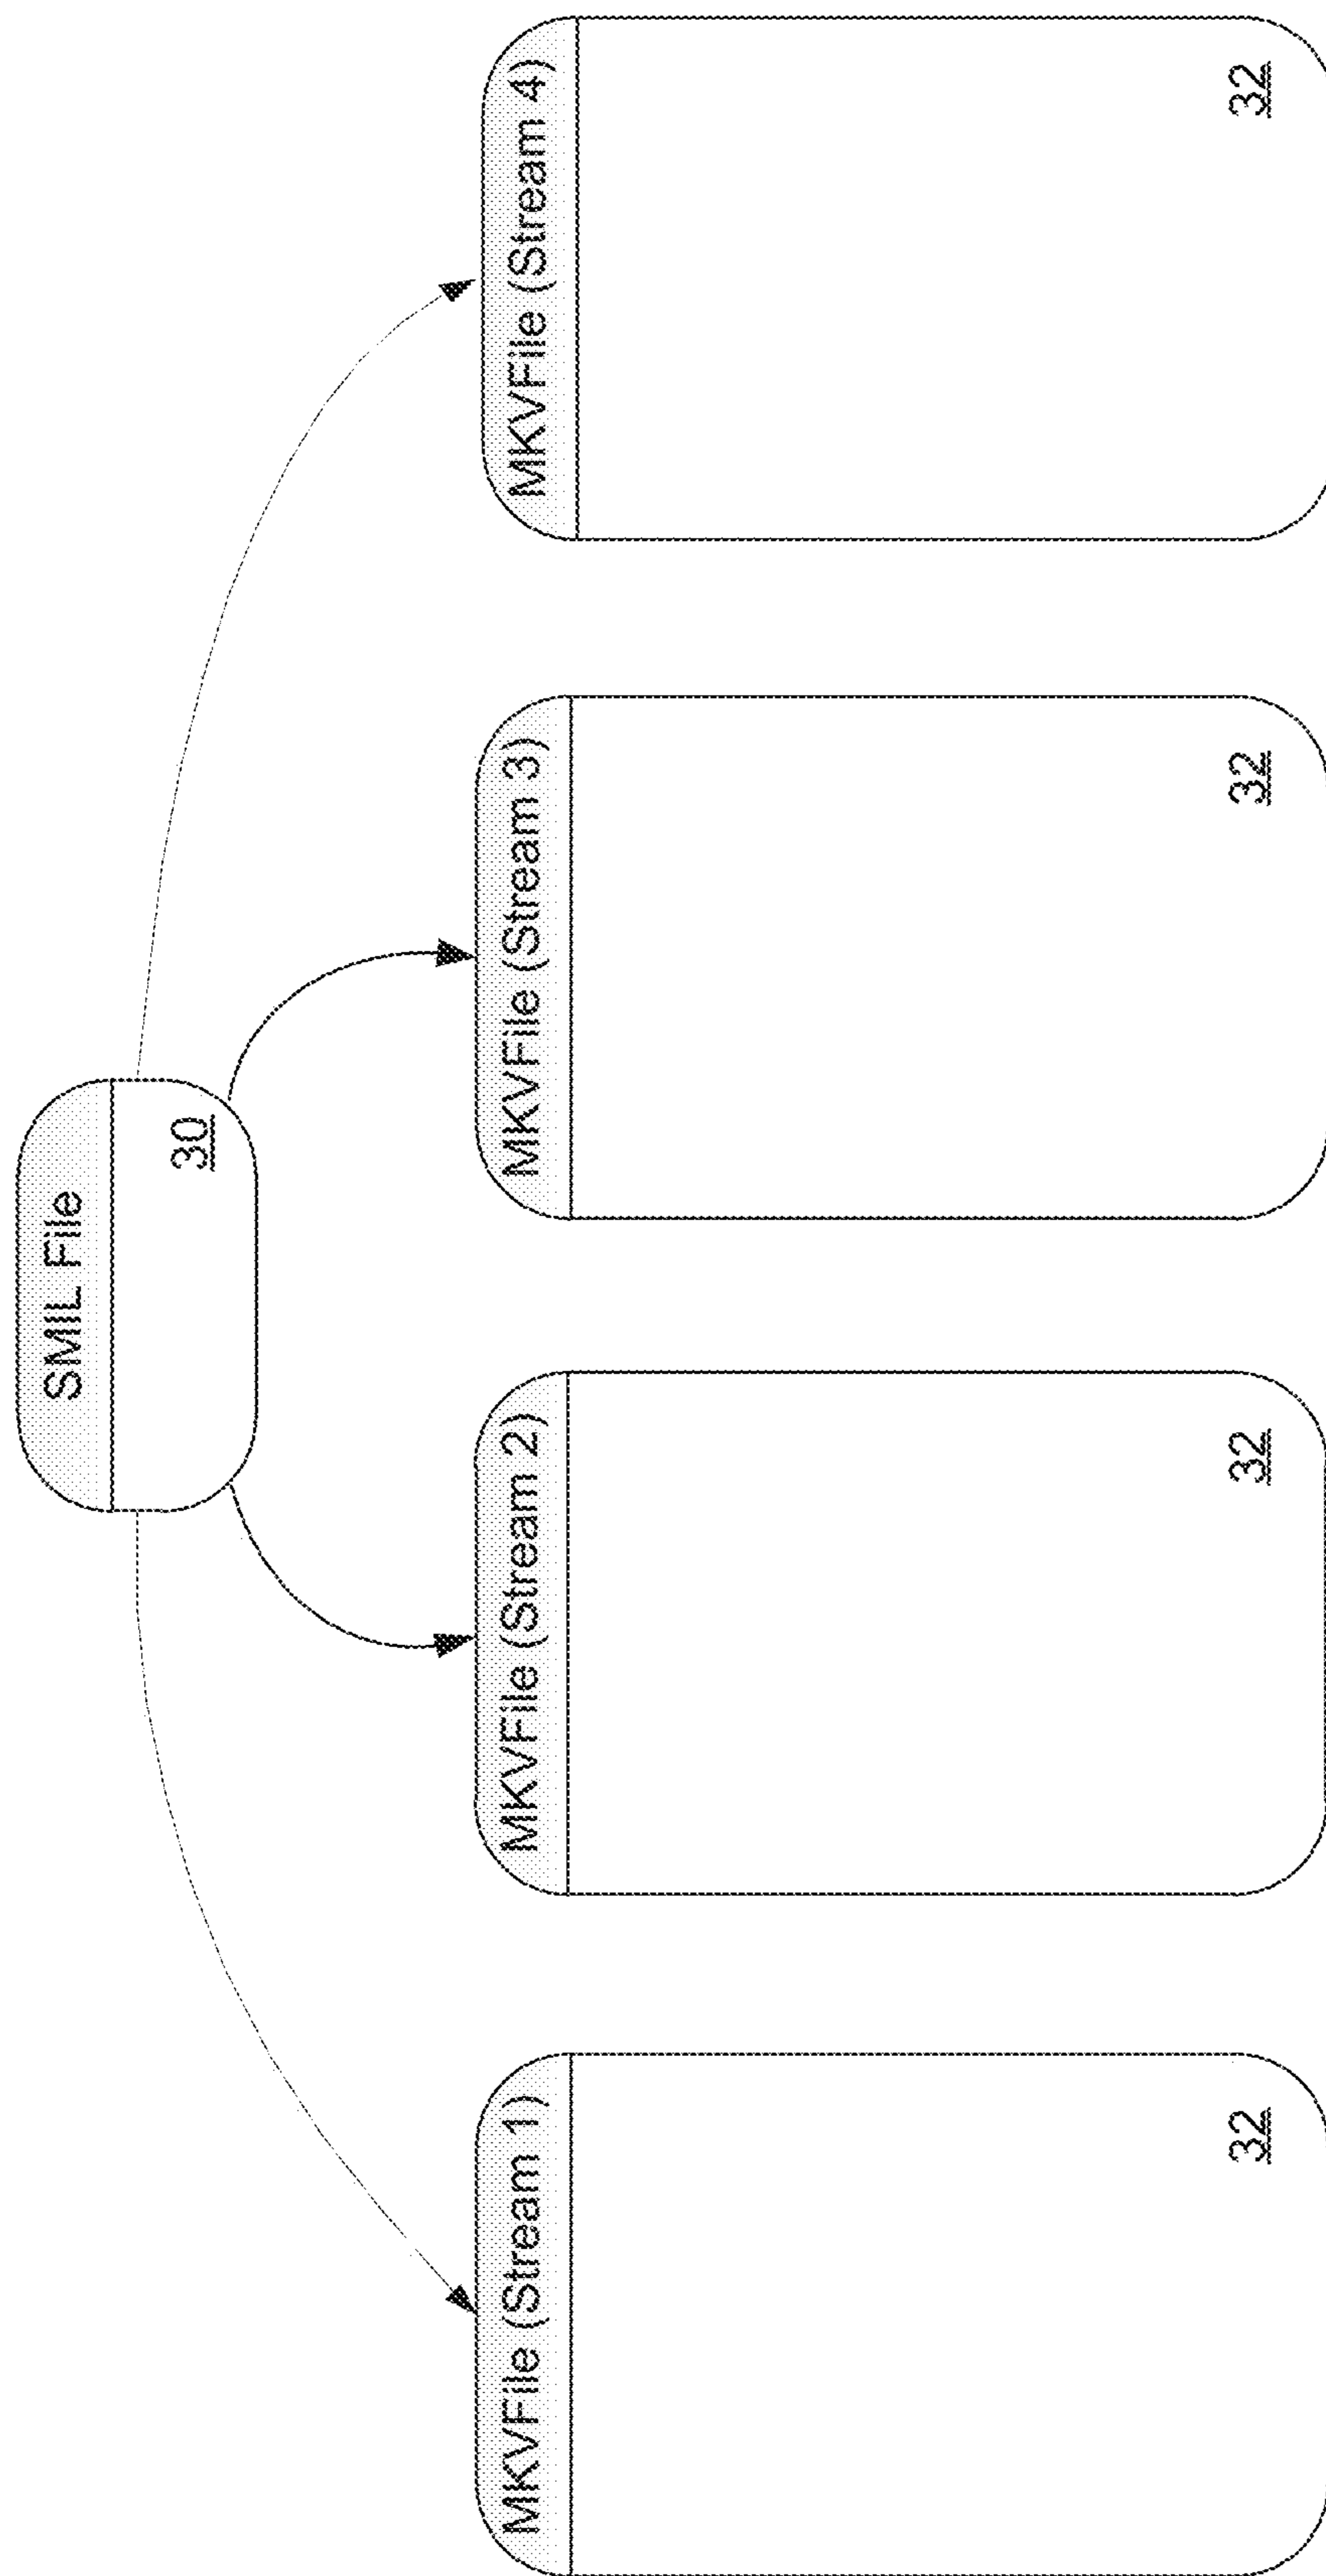 SMIL File
30
MKVFile (Stream 1)
32
MKVFile (Stream 2)
32
MKVFile (Stream 3)
32
MKVFile (Stream 4)
32